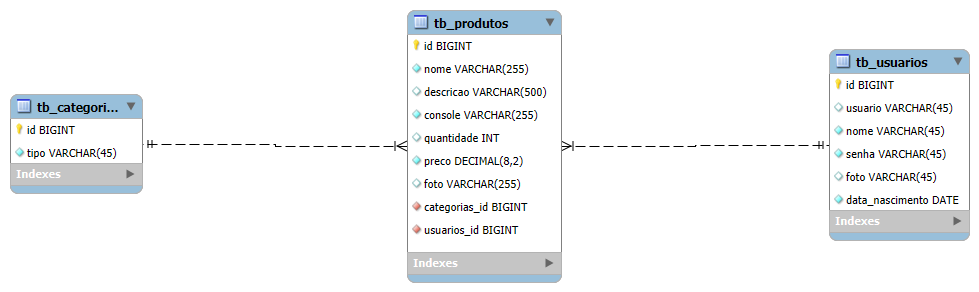 tb_categori...
id BIGINT
tipo VARCHAR(45)
Indexes
tb_produtos
id BIGINT
nome VARCHAR(255)
descricao VARCHAR(500)
console VARCHAR(255)
quantidade INT
preco DECIMAL(8,2)
foto VARCHAR(255)
categorias_id BIGINT
usuarios_id BIGINT
Indexes
tb_usuarios
id BIGINT
usuario VARCHAR(45)
nome VARCHAR(45)
senha VARCHAR(45)
foto VARCHAR(45)
data_nascimento DATE
Indexes